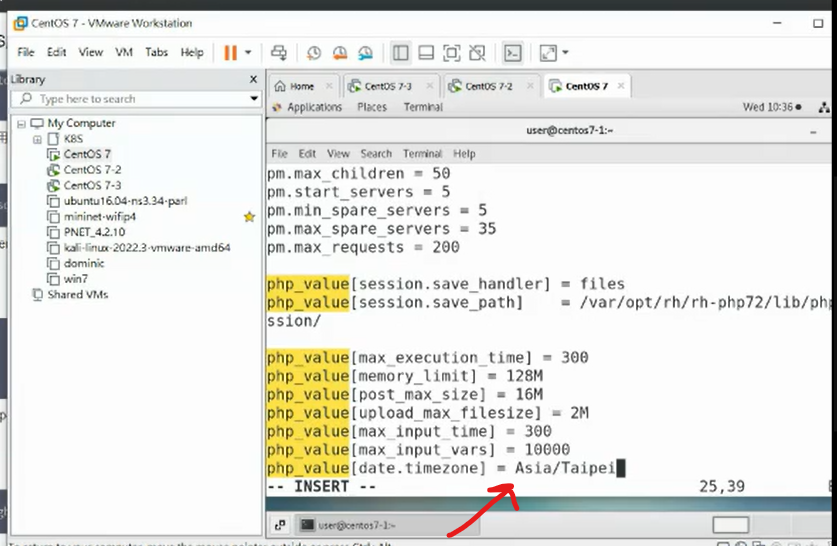 CentOS 7 - VMware Workstation
File Edit View VM Tabs Help
Library
Type here to search
My Computer
K8S
CentOS 7
CentOS 7-2
CentOS 7-3
ubuntu16.04-ns3.34-parl
mininet-wifip4
PNET_4.2.10
kali-linux-2022.3-vmware-amd64
dominic
win7
Shared VMs
Home CentOS 7-3 CentOS 7-2 CentOS 7
Applications Places Terminal Wed 10:36
user@centos7-1:~
File Edit View Search Terminal Help
pm.max_children = 50
pm.start_servers = 5
pm.min_spare_servers = 5
pm.max_spare_servers = 35
pm.max_requests = 200
php_value[session.save_handler] = files
php_value[session.save_path] = /var/opt/rh/rh-php72/lib/php
ssion/
php_value[max_execution_time] = 300
php_value[memory_limit] = 128M
php_value[post_max_size] = 16M
php_value[upload_max_filesize] = 2M
php_value[max_input_time] = 300
php_value[max_input_vars] = 10000
php_value[date.timezone] = Asia/Taipei
-- INSERT -- 25,39
user@centos7-1:~